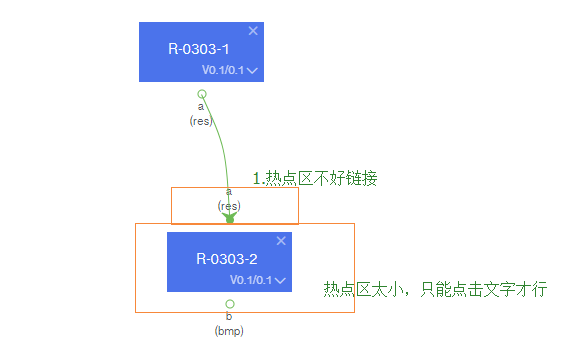 R-0303-1
V0.1/0.1
a
(res)
1.热点区不好链接
a
(res)
R-0303-2
V0.1/0.1
热点区太小，只能点击文字才行
b
(bmp)